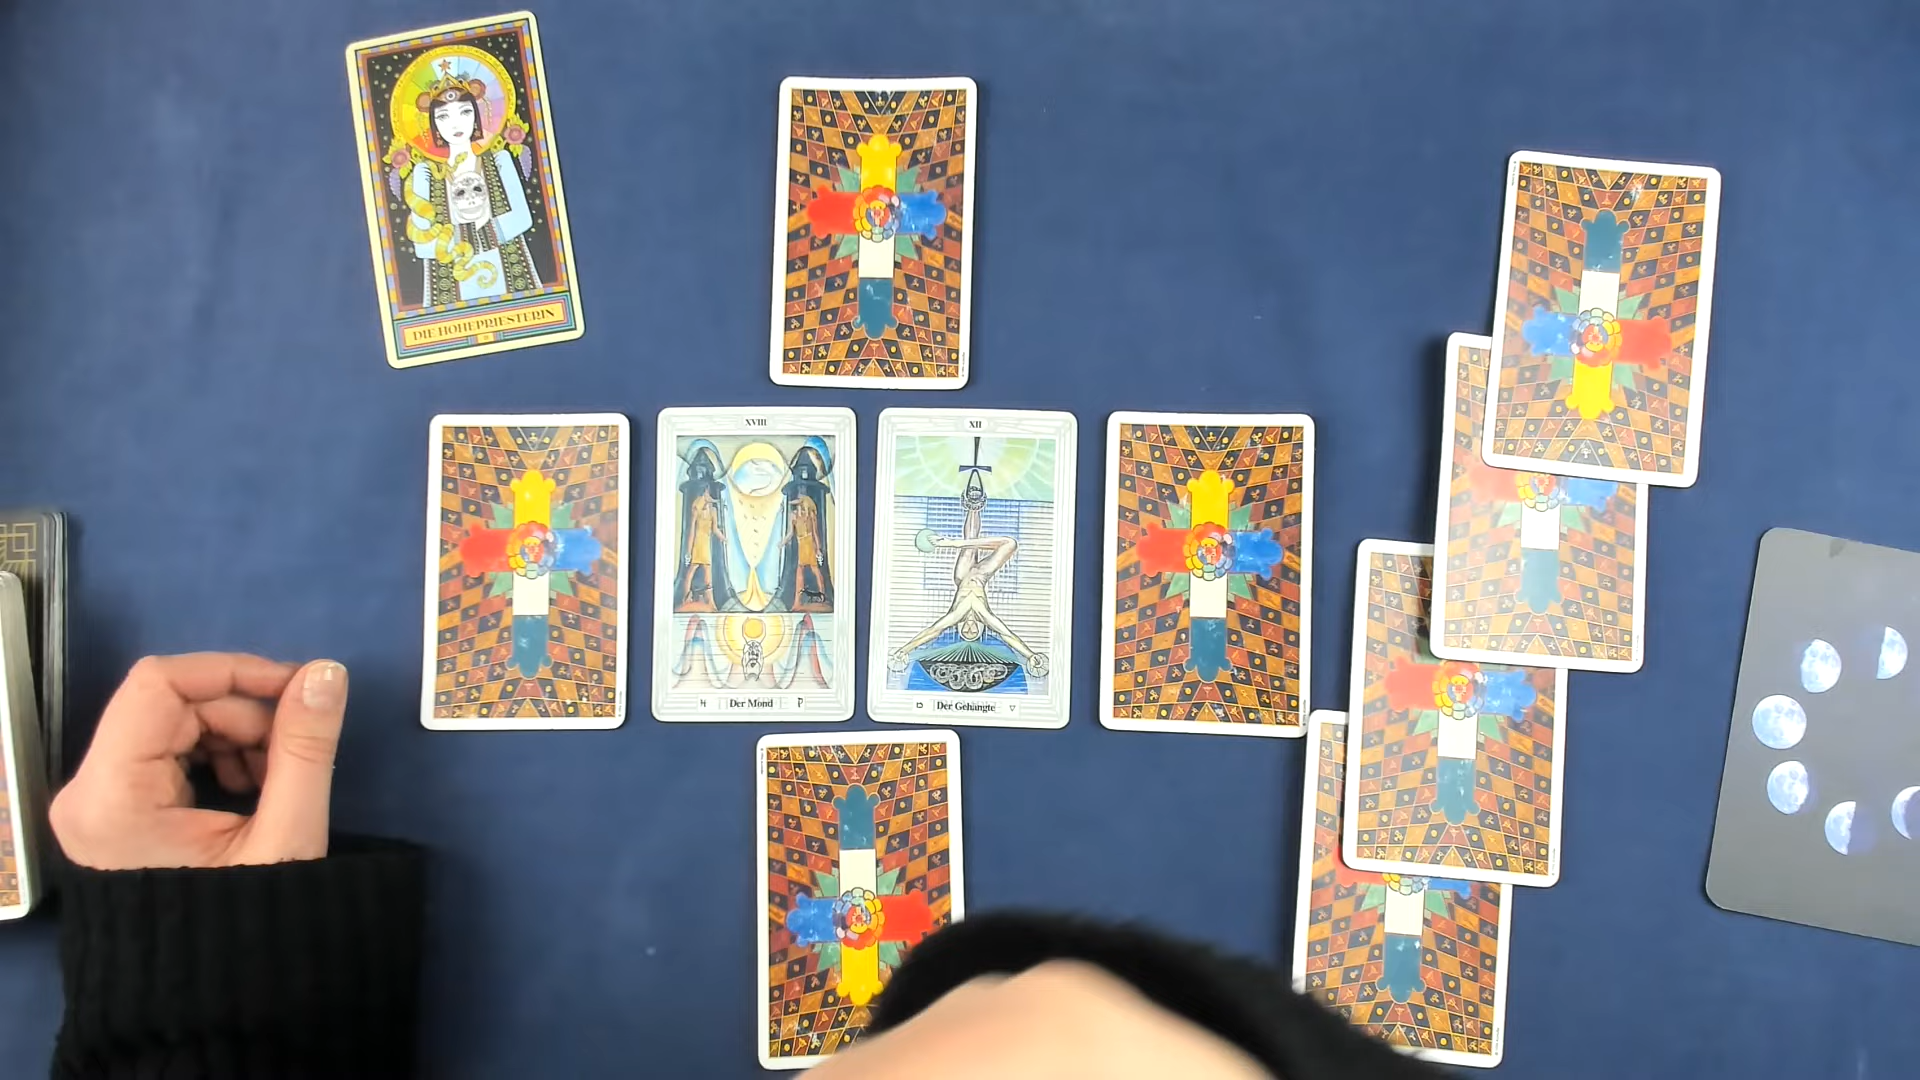 DIE HOHEPRIESTERIN
XVIII
Der Mond
XII
Der Gehängte